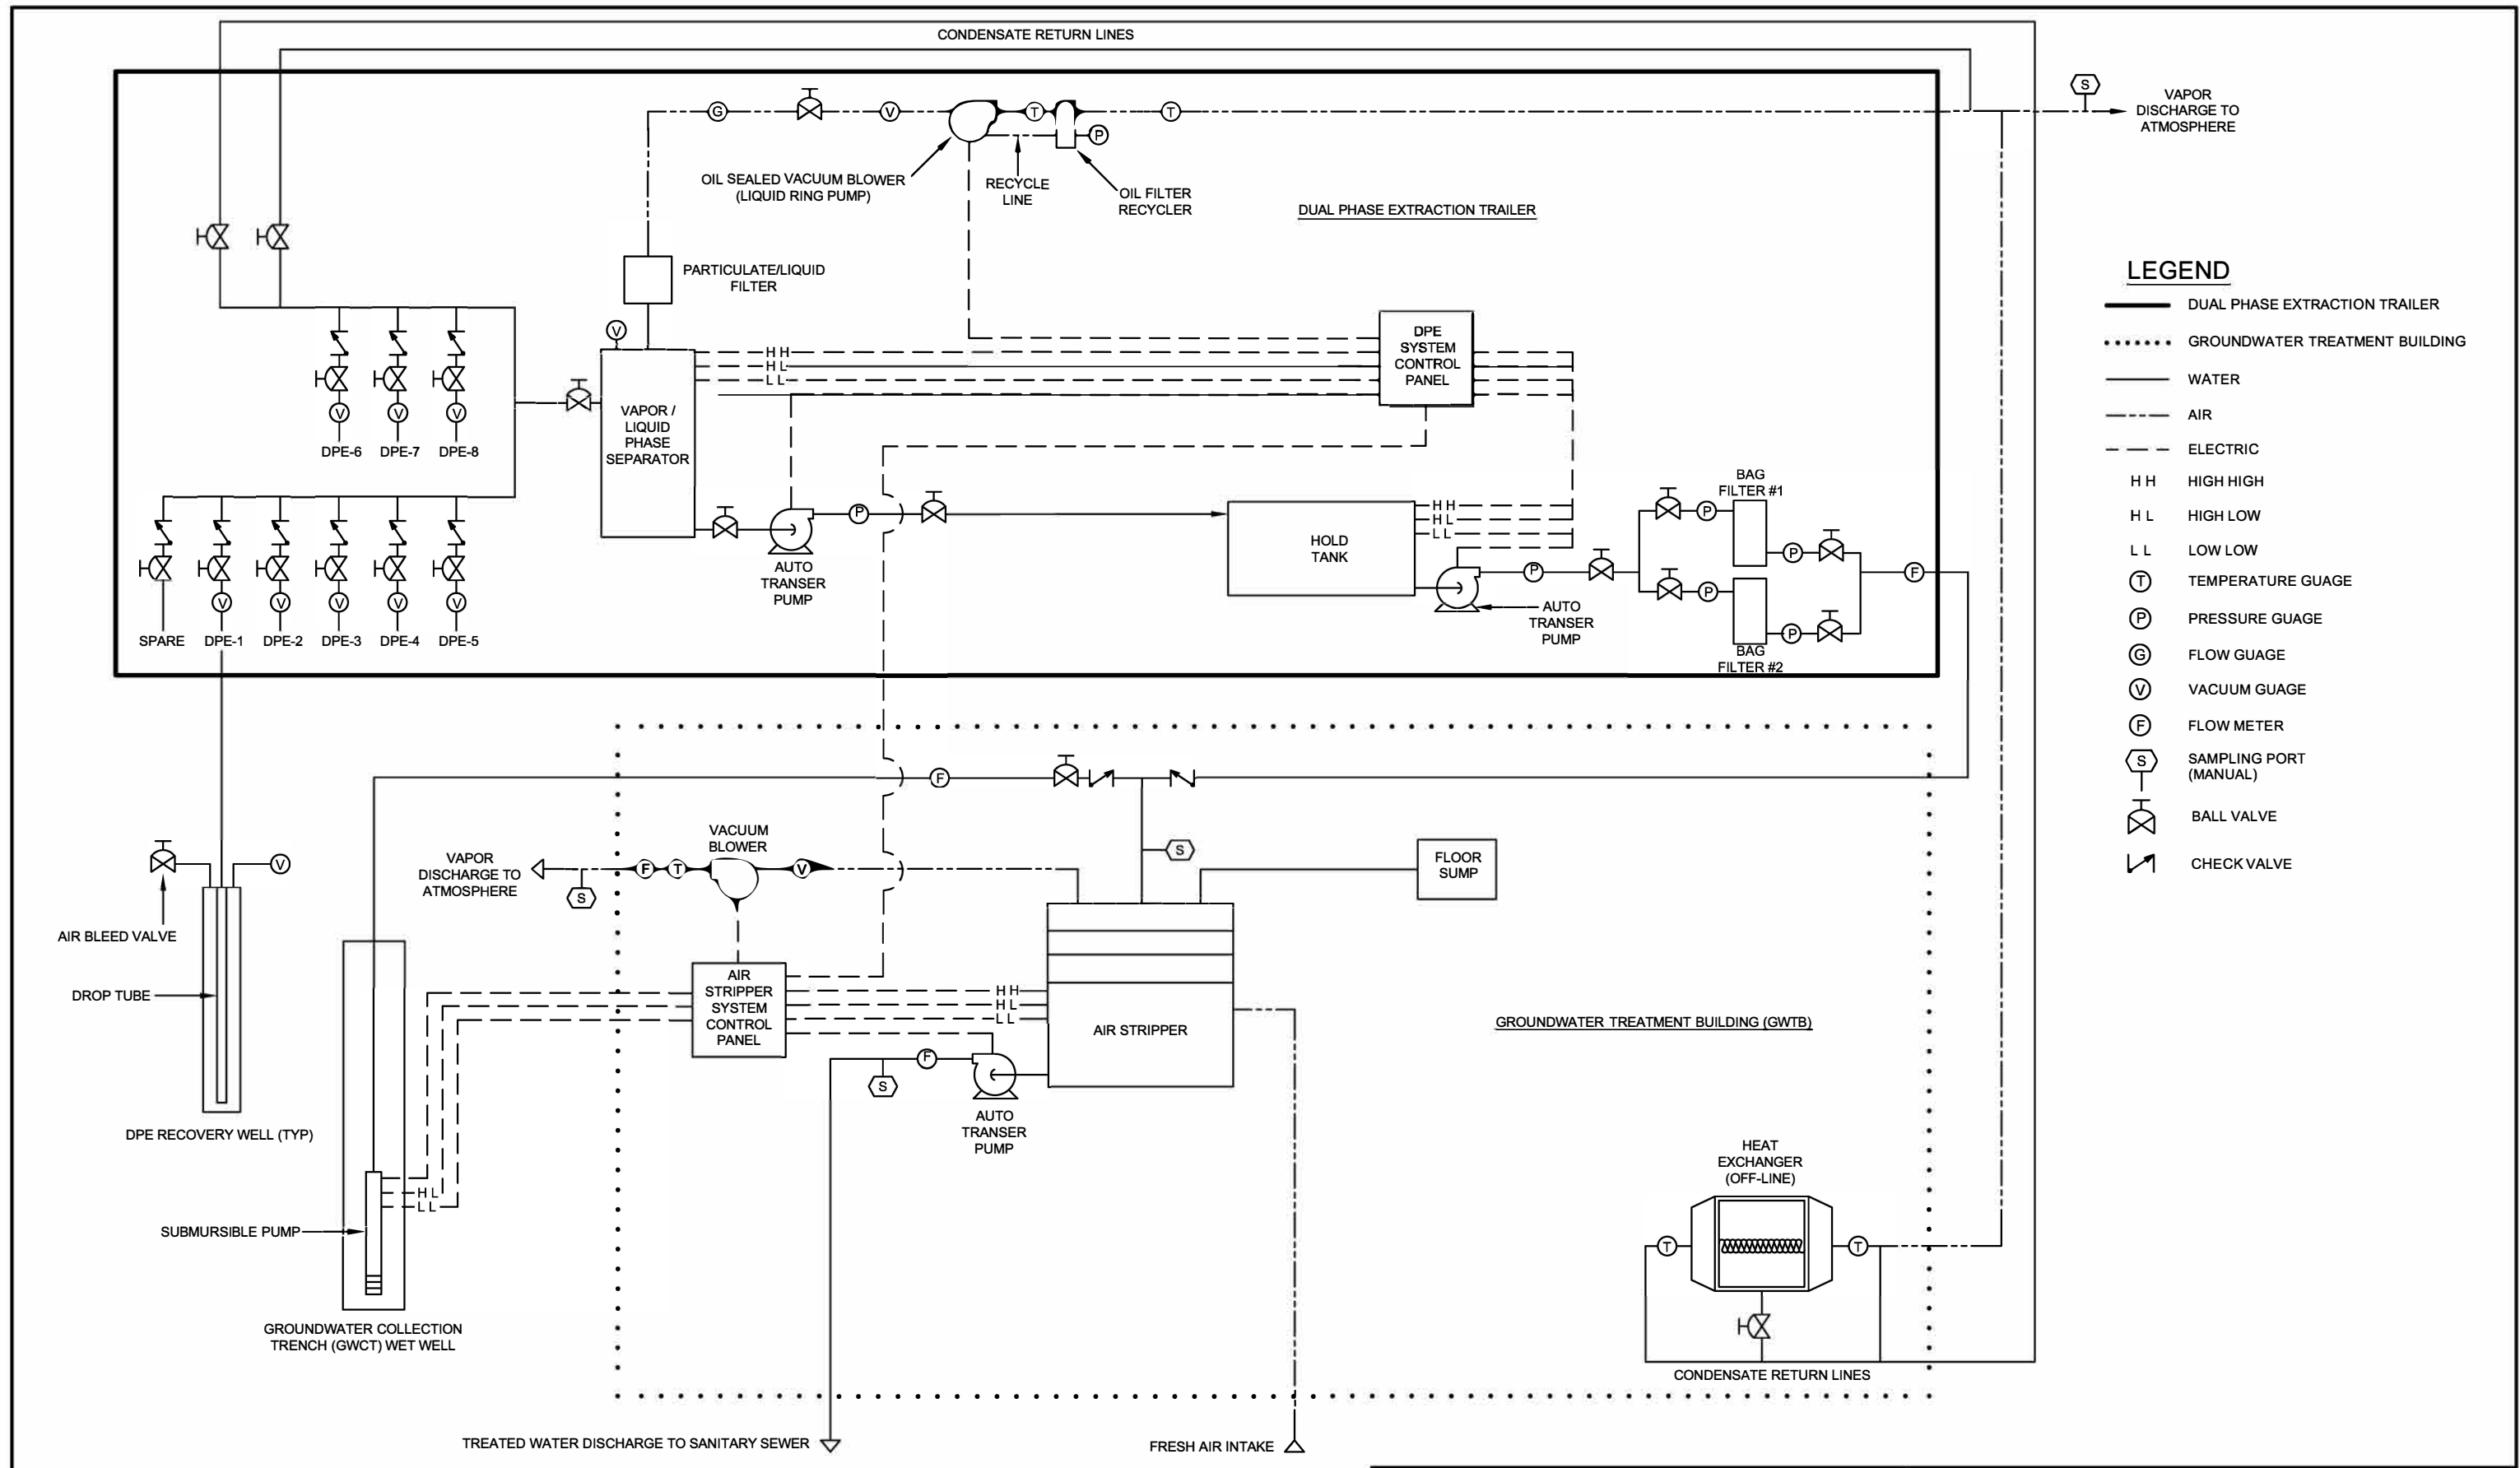 CONDENSATE RETURN LINES
S
VAPOR
DISCHARGE TO
ATMOSPHERE
G
V
T
T
P
OIL SEALED VACUUM BLOWER
(LIQUID RING PUMP)
RECYCLE
LINE
OIL FILTER
RECYCLER
DUAL PHASE EXTRACTION TRAILER
PARTICULATE/LIQUID
FILTER
V
H H
H L
L L
DPE
SYSTEM
CONTROL
PANEL
VAPOR /
LIQUID
PHASE
SEPARATOR
V V V
DPE-6 DPE-7 DPE-8
P
AUTO
TRANSER
PUMP
HOLD
TANK
H H
H L
L L
P
AUTO
TRANSER
PUMP
BAG
FILTER #1
P
P
P
P
BAG
FILTER #2
F
V V V V V
SPARE DPE-1 DPE-2 DPE-3 DPE-4 DPE-5
LEGEND
DUAL PHASE EXTRACTION TRAILER
GROUNDWATER TREATMENT BUILDING
WATER
AIR
ELECTRIC
H H HIGH HIGH
H L HIGH LOW
L L LOW LOW
T TEMPERATURE GUAGE
P PRESSURE GUAGE
G FLOW GUAGE
V VACUUM GUAGE
F FLOW METER
S SAMPLING PORT
(MANUAL)
BALL VALVE
CHECK VALVE
F
VACUUM
BLOWER
VAPOR
DISCHARGE TO
ATMOSPHERE
S
F T V
S
FLOOR
SUMP
V
AIR BLEED VALVE
DROP TUBE
DPE RECOVERY WELL (TYP)
AIR
STRIPPER
SYSTEM
CONTROL
PANEL
H H
H L
L L
AIR STRIPPER
GROUNDWATER TREATMENT BUILDING (GWTB)
F
S
AUTO
TRANSER
PUMP
H L
L L
SUBMURSIBLE PUMP
GROUNDWATER COLLECTION
TRENCH (GWCT) WET WELL
HEAT
EXCHANGER
(OFF-LINE)
T T
CONDENSATE RETURN LINES
TREATED WATER DISCHARGE TO SANITARY SEWER
FRESH AIR INTAKE